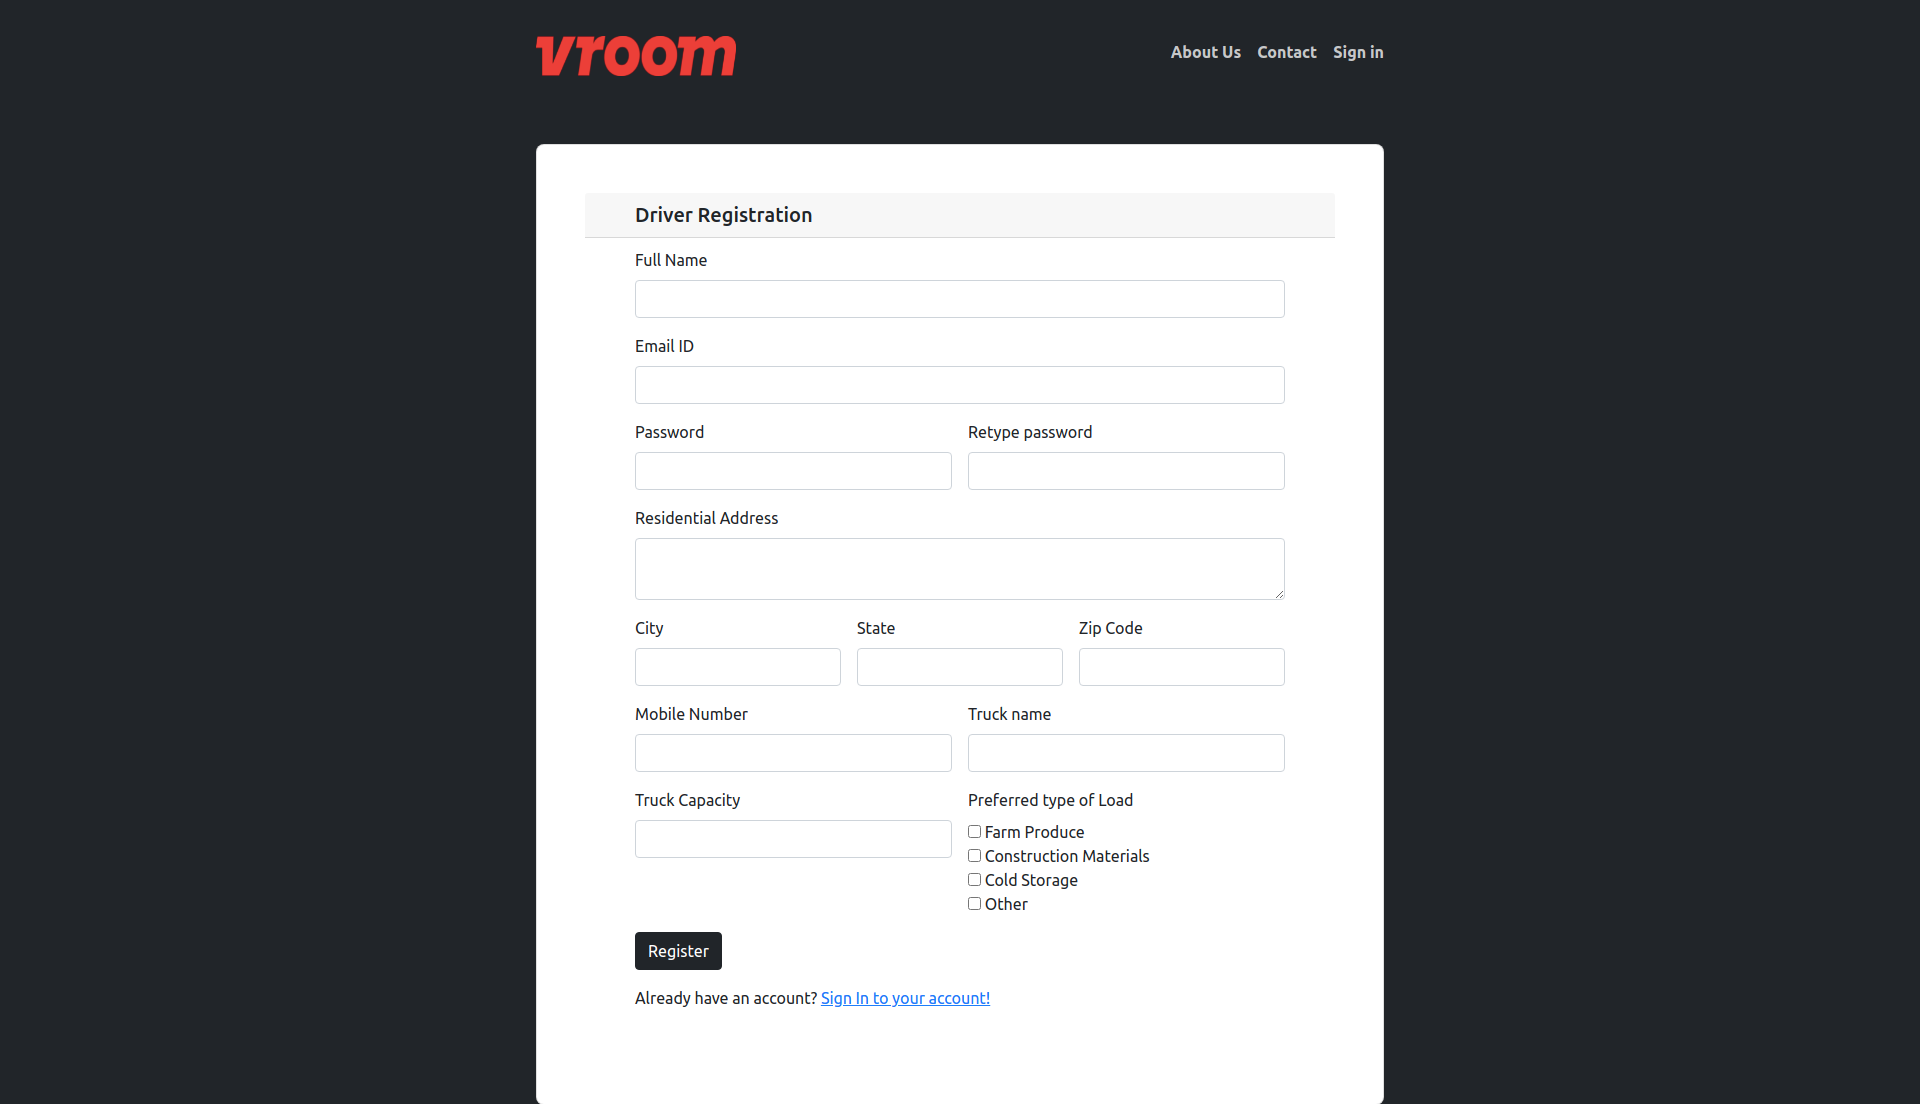 vroom
About Us Contact Sign in
Driver Registration
Full Name
Email ID
Password Retype password
Residential Address
City State Zip Code
Mobile Number Truck name
Truck Capacity Preferred type of Load
Farm Produce
Construction Materials
Cold Storage
Other
Register
Already have an account? Sign In to your account!